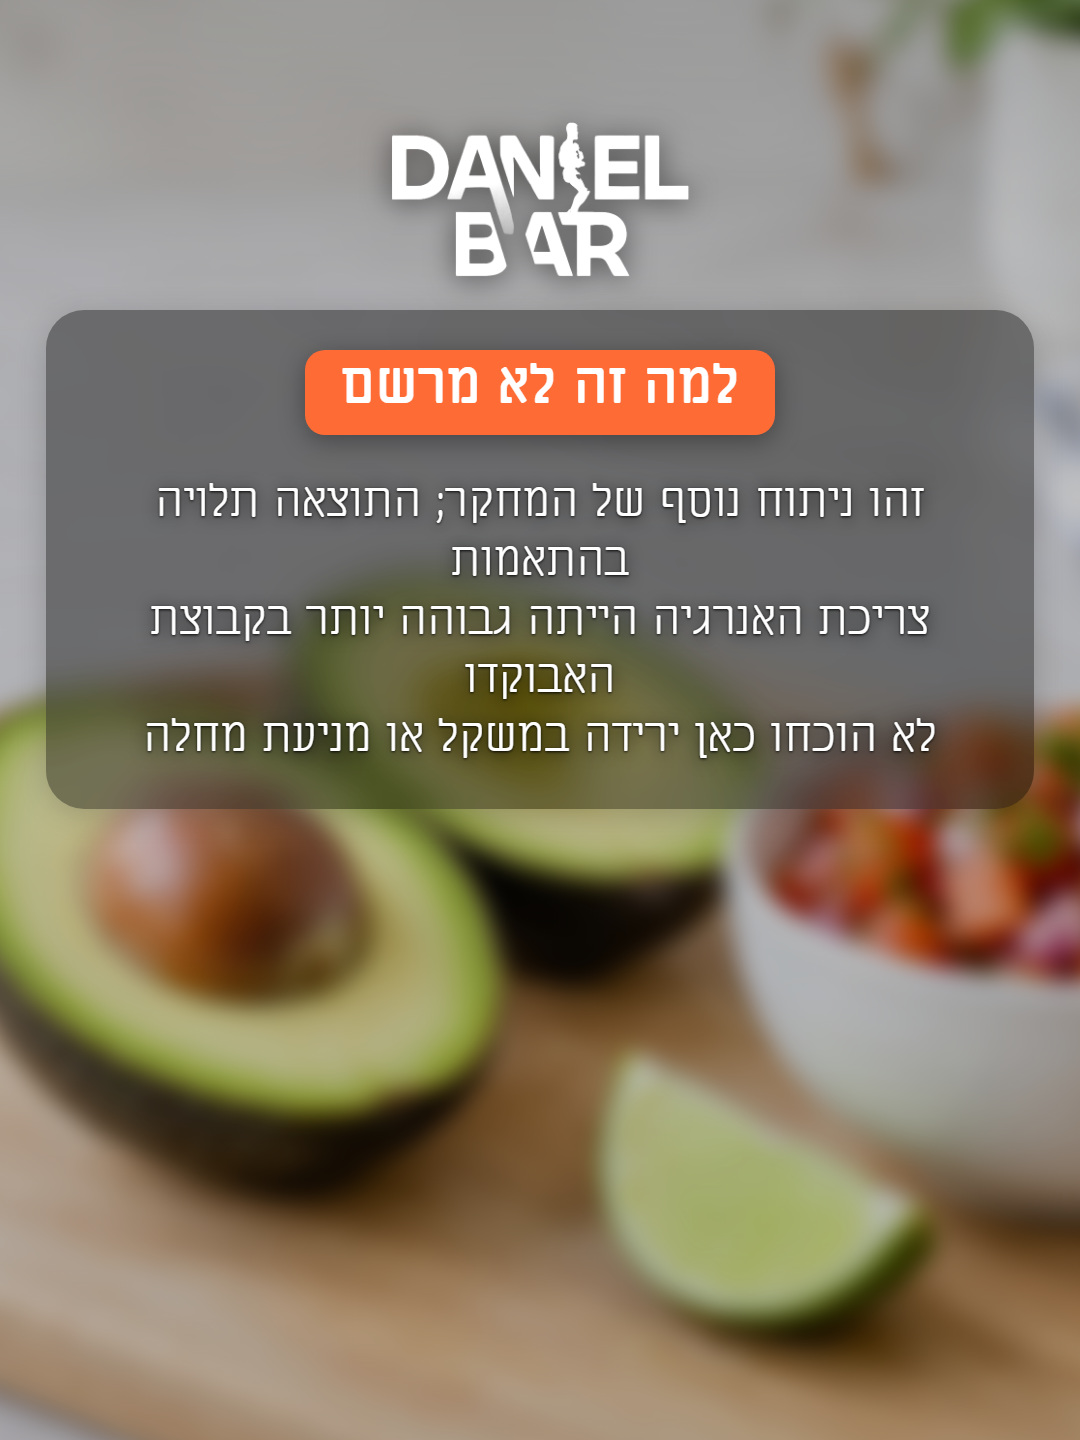 DANIEL
BAR
למה זה לא מרשם
זהו ניתוח נוסף של המחקר; התוצאה תלויה
בהתאמות
צריכת האנרגיה הייתה גבוהה יותר בקבוצת
האבוקדו
לא הוכחו כאן ירידה במשקל או מניעת מחלה